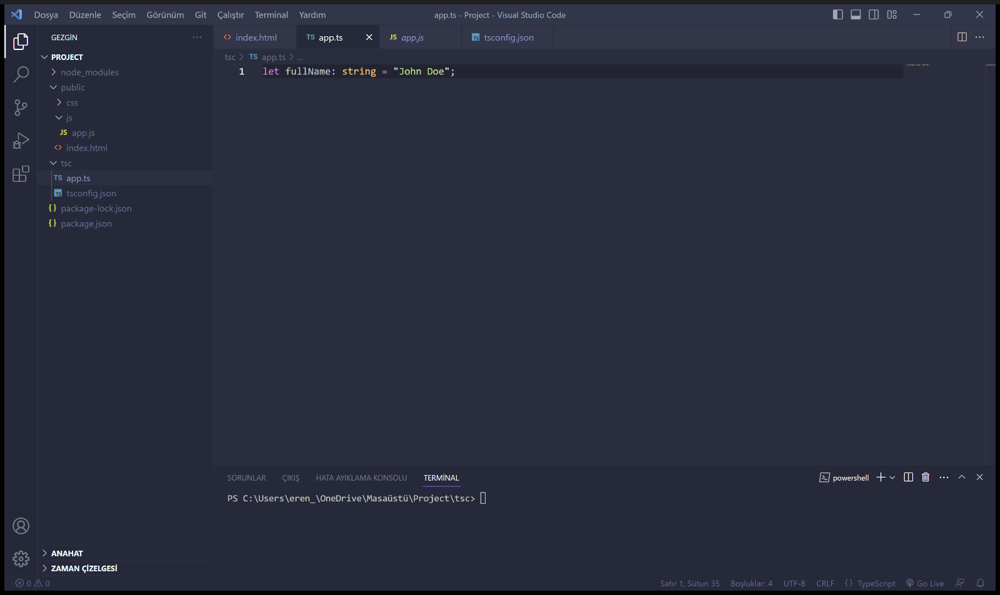 Dosya Düzenle Seçim Görünüm Git Çalıştır Terminal Yardım
app.ts - Project - Visual Studio Code
GEZGİN
index.html
TS app.ts
JS app.js
TS tsconfig.json
PROJECT
node_modules
public
css
js
JS app.js
index.html
tsc
TS app.ts
TS tsconfig.json
{} package-lock.json
{} package.json
ANAHAT
ZAMAN ÇİZELGESİ
tsc > TS app.ts > ...
1 let fullName: string = "John Doe";
SORUNLAR ÇIKIŞ HATA AYIKLAMA KONSOLU TERMİNAL
powershell
PS C:\Users\eren_\OneDrive\Masaüstü\Project\tsc>
0 0
Satır 1, Sütun 35 Boşluklar: 4 UTF-8 CRLF {} TypeScript Go Live